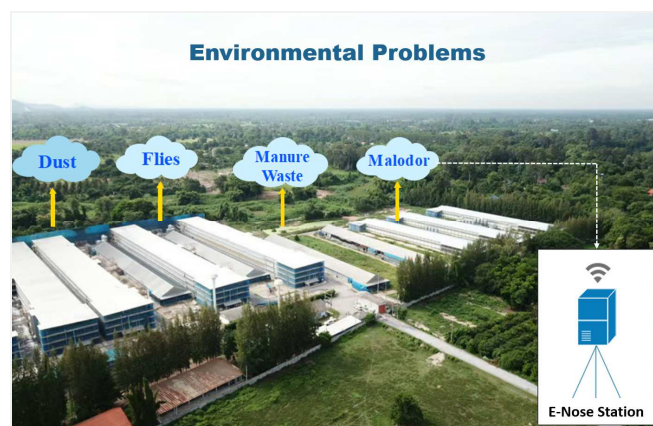 Environmental Problems
Dust
Flies
Manure
Waste
Malodor
E-Nose Station